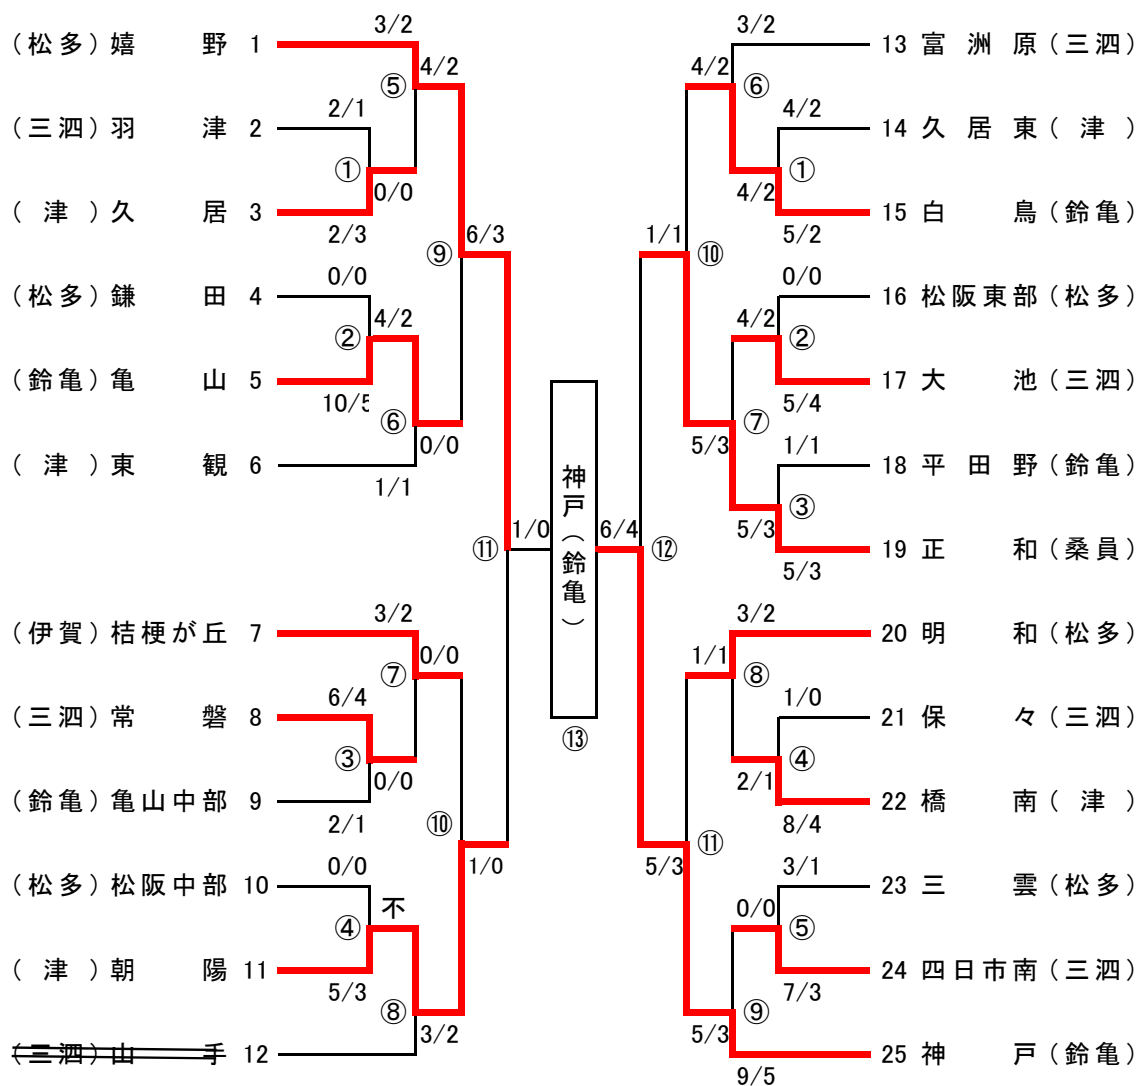 3/2 3/2
(松多) 嬉野 1 13 富洲原 (三泗)
4/2 4/2
⑤ ⑥
2/1 4/2
(三泗) 羽津 2 14 久居東 (津)
① ①
0/0 4/2
(津) 久居 3 15 白鳥 (鈴亀)
2/3 6/3 1/1 5/2
⑨ ⑩
0/0 0/0
(松多) 鎌田 4 16 松阪東部 (松多)
4/2 4/2
② ②
(鈴亀) 亀山 5 17 大池 (三泗)
10/5 5/4
⑥ ⑦
0/0 5/3 1/1
(津) 東観 6 18 平田野 (鈴亀)
1/1
③
1/0 神戸(鈴亀) 6/4 5/3
⑪ ⑫ 19 正和 (桑員)
5/3
3/2 3/2
(伊賀) 桔梗が丘 7 20 明和 (松多)
0/0 1/1
⑦ ⑧
6/4 1/0
(三泗) 常磐 8 21 保々 (三泗)
⑬
③ ④
0/0 2/1
(鈴亀) 亀山中部 9 22 橋南 (津)
2/1 8/4
⑩ ⑪
0/0 1/0 5/3 3/1
(松多) 松阪中部 10 23 三雲 (松多)
不 0/0
④ ⑤
(津) 朝陽 11 24 四日市南 (三泗)
5/3 7/3
⑧ ⑨
3/2 5/3
(三泗) 山手 12 25 神戸 (鈴亀)
9/5